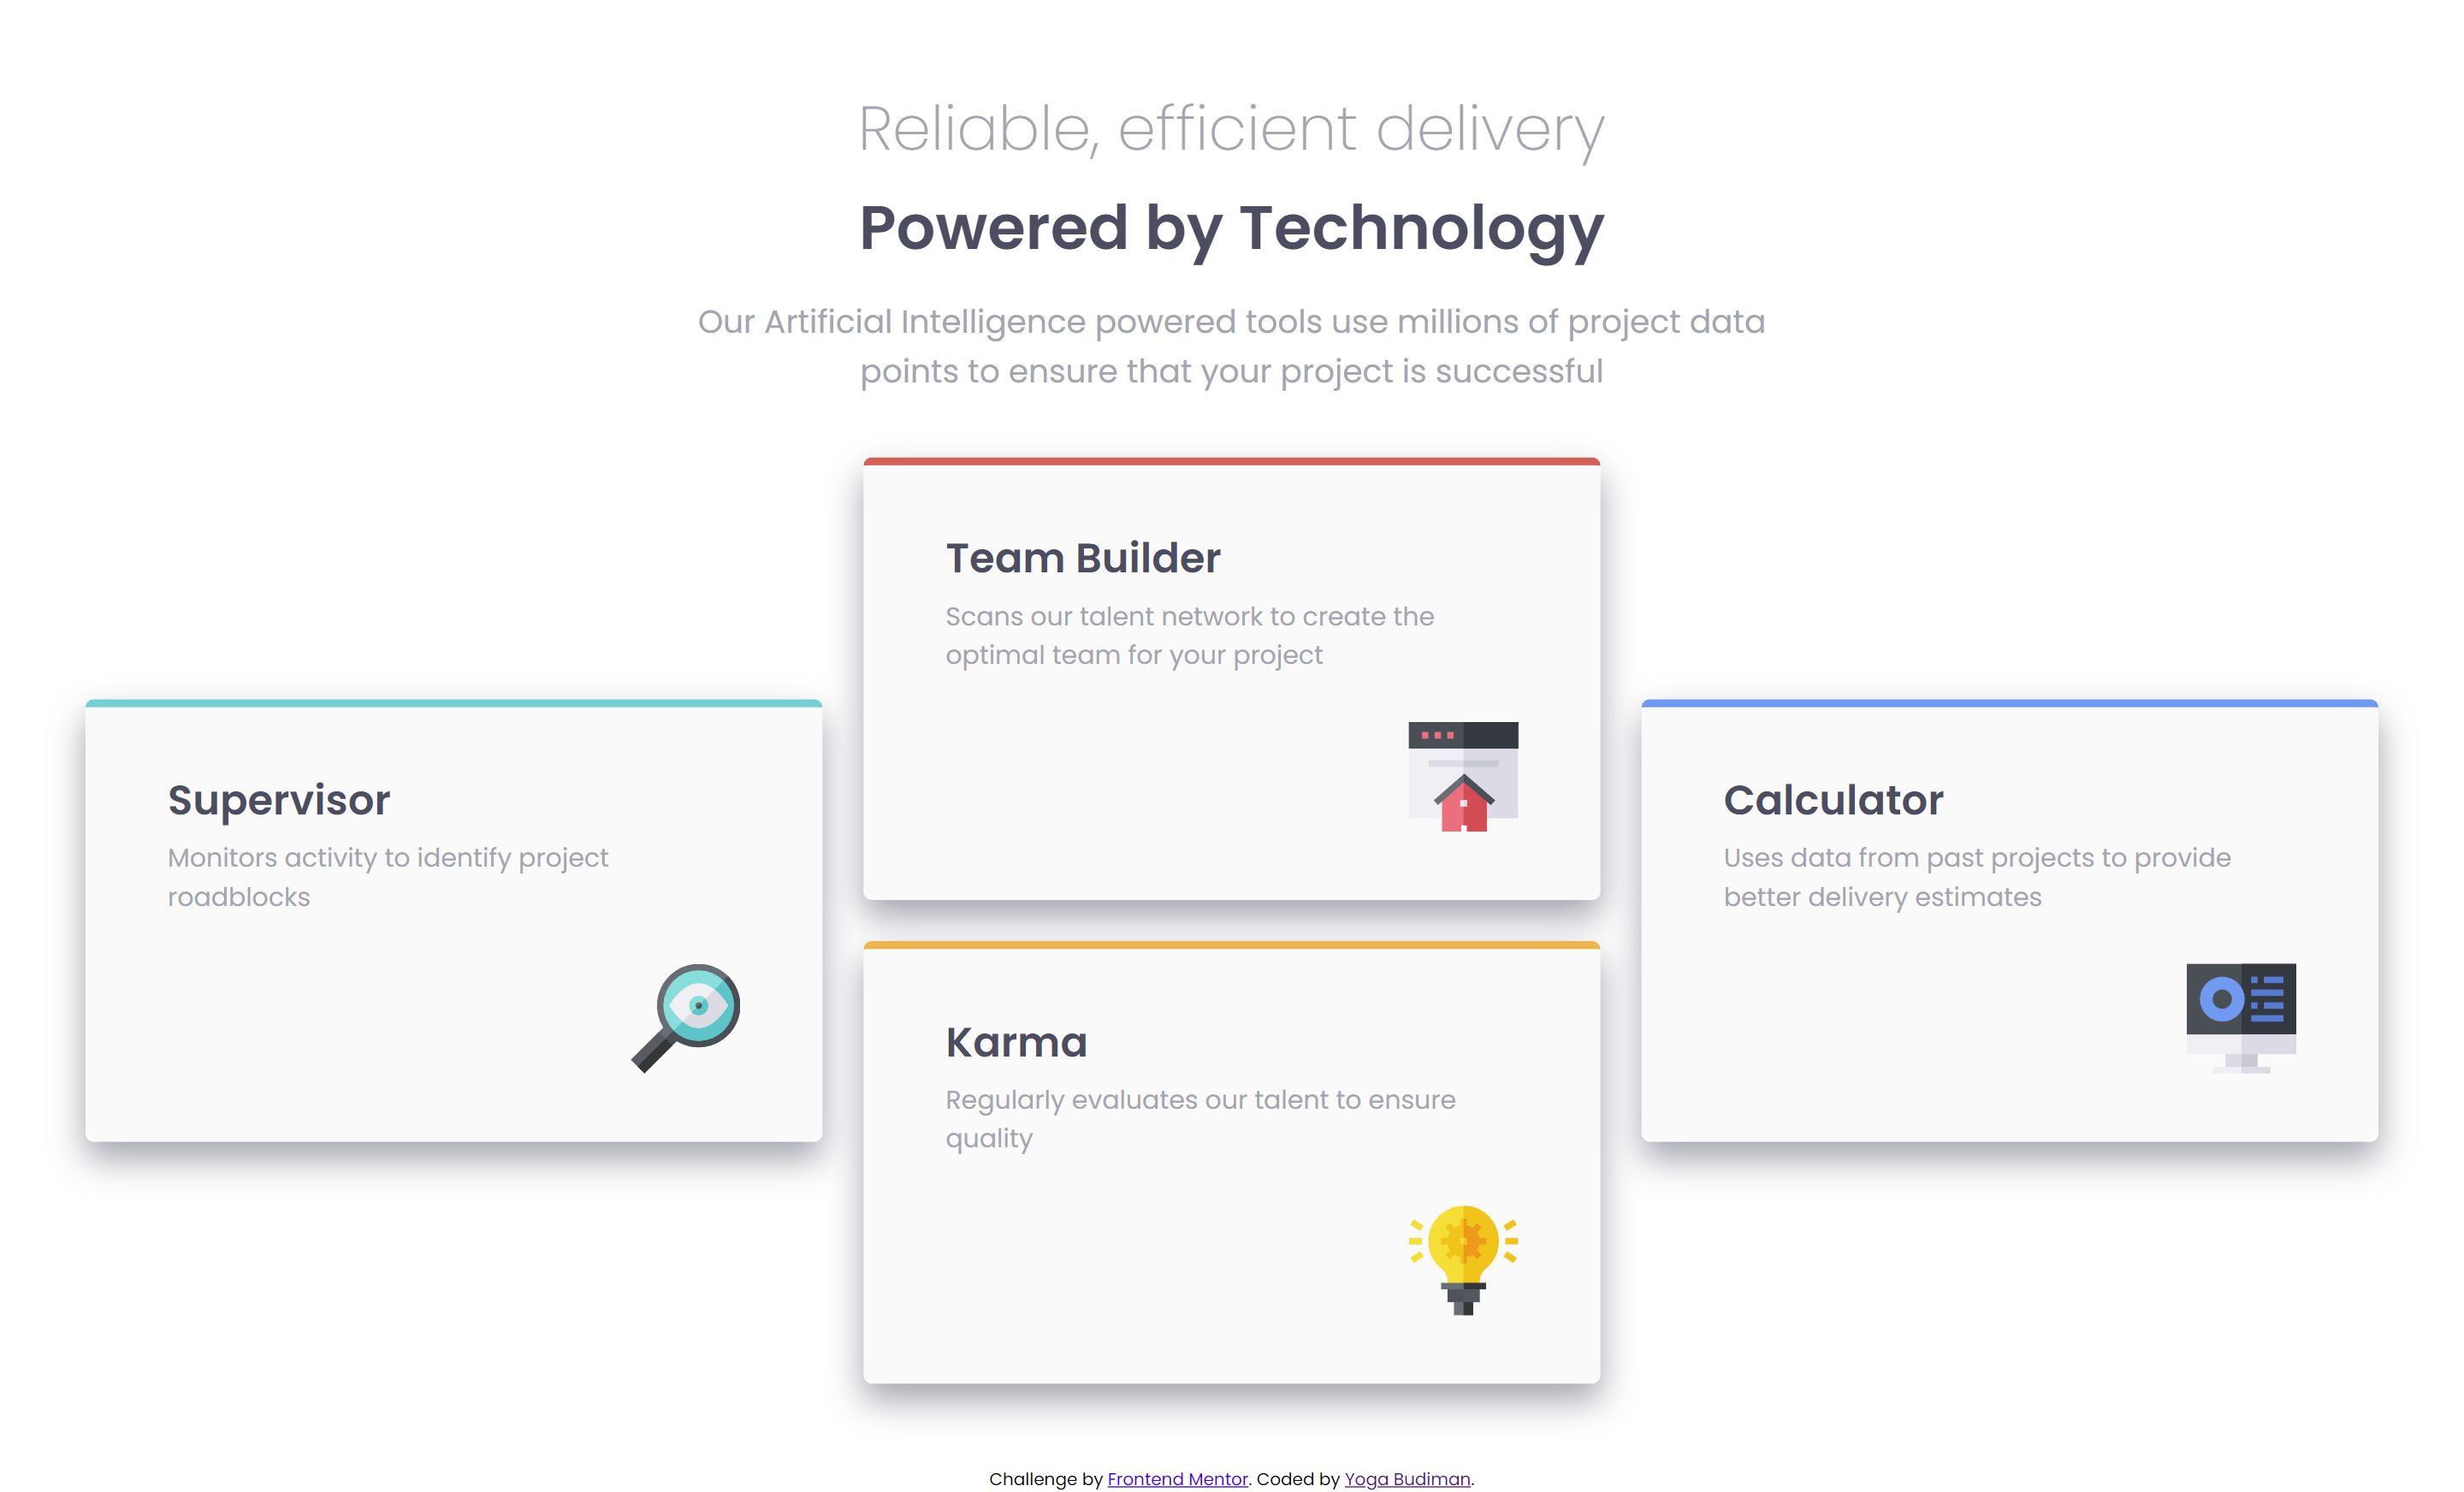 Reliable, efficient delivery
Powered by Technology
Our Artificial Intelligence powered tools use millions of project data
points to ensure that your project is successful
Supervisor
Monitors activity to identify project
roadblocks
Team Builder
Scans our talent network to create the
optimal team for your project
Karma
Regularly evaluates our talent to ensure
quality
Calculator
Uses data from past projects to provide
better delivery estimates
Challenge by Frontend Mentor. Coded by Yoga Budiman.